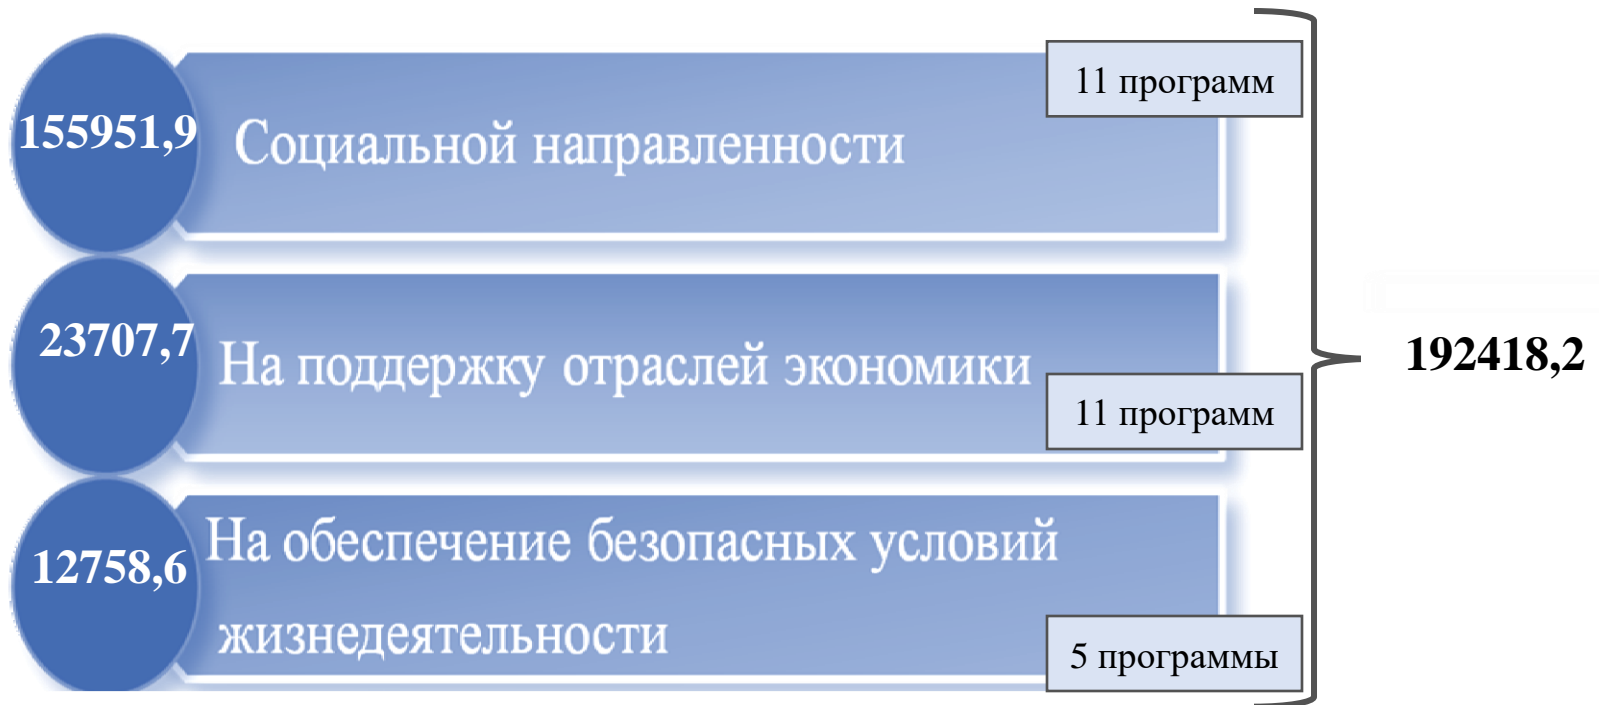 155951,9
Социальной направленности
11 программ
23707,7
На поддержку отраслей экономики
11 программ
192418,2
12758,6
На обеспечение безопасных условий
жизнедеятельности
5 программы